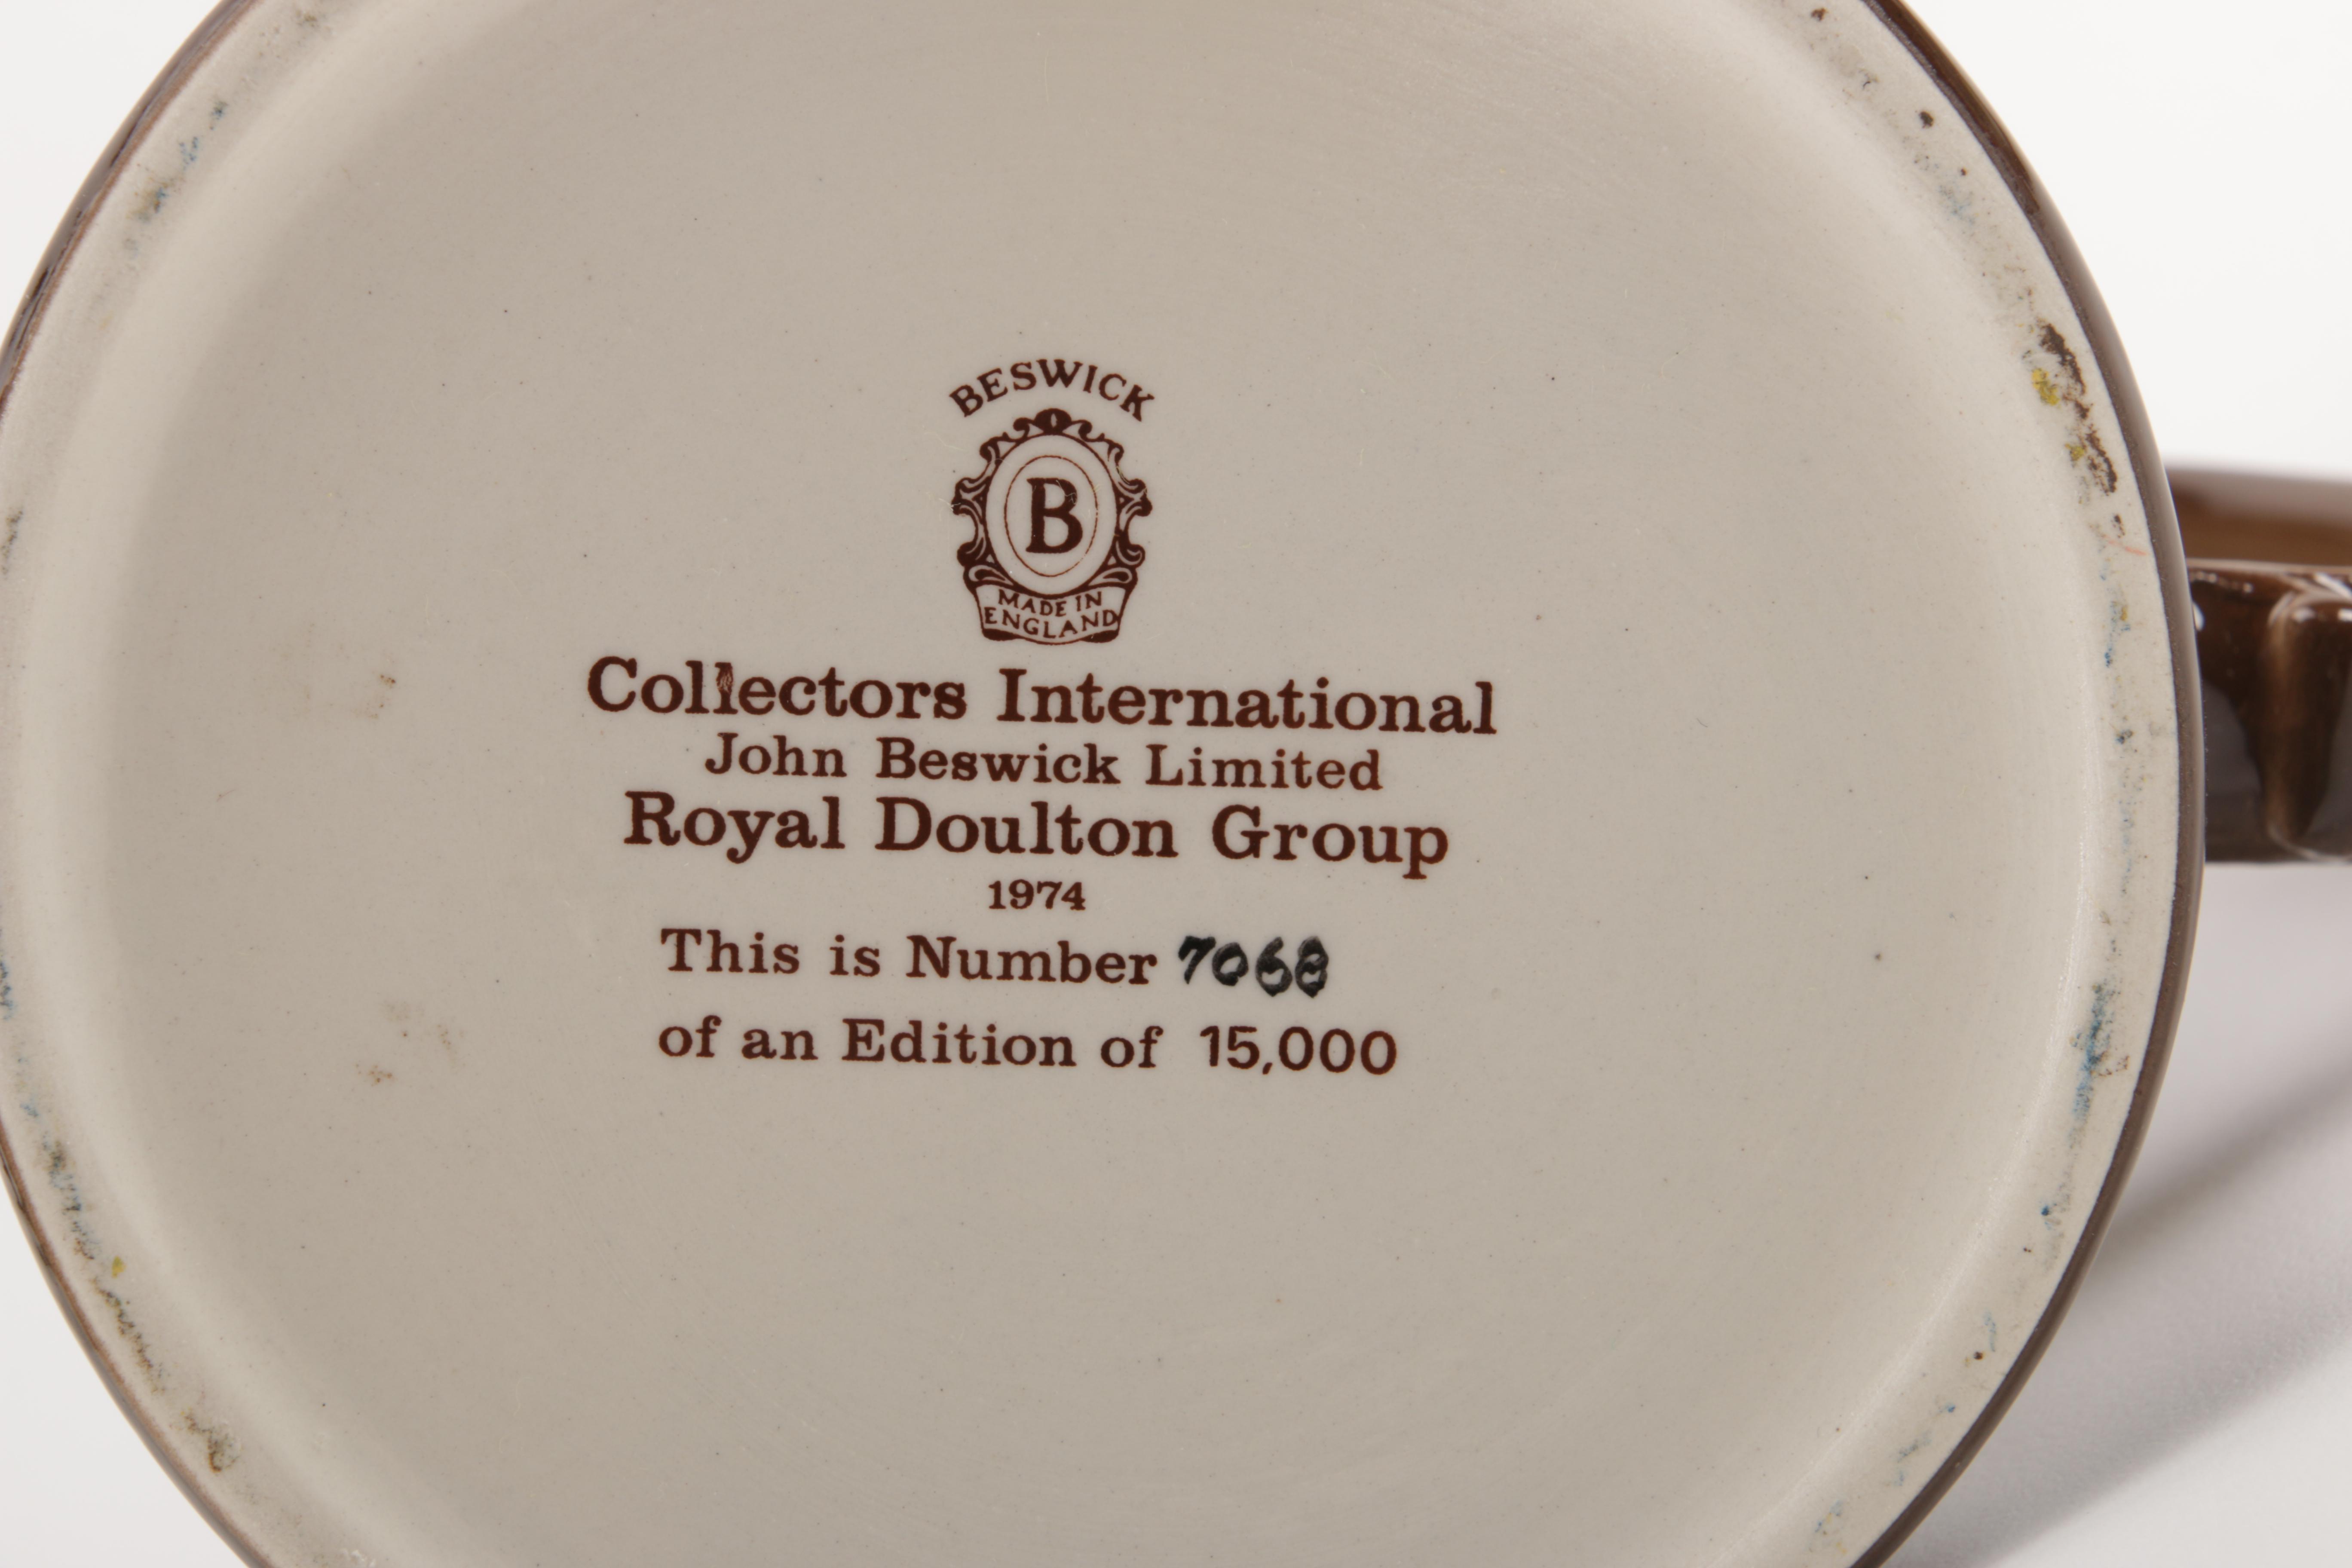 BESWICK
B
MADE IN
ENGLAND
Collectors International
John Beswick Limited
Royal Doulton Group
1974
This is Number 7068
of an Edition of 15,000